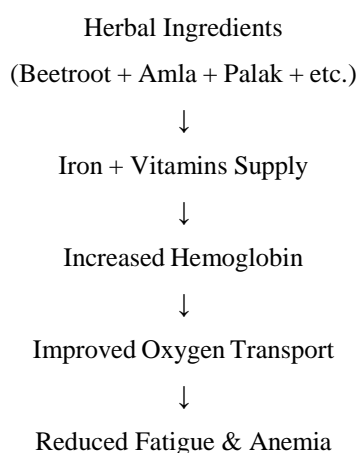 Herbal Ingredients
(Beetroot + Amla + Palak + etc.)
↓
Iron + Vitamins Supply
↓
Increased Hemoglobin
↓
Improved Oxygen Transport
↓
Reduced Fatigue & Anemia